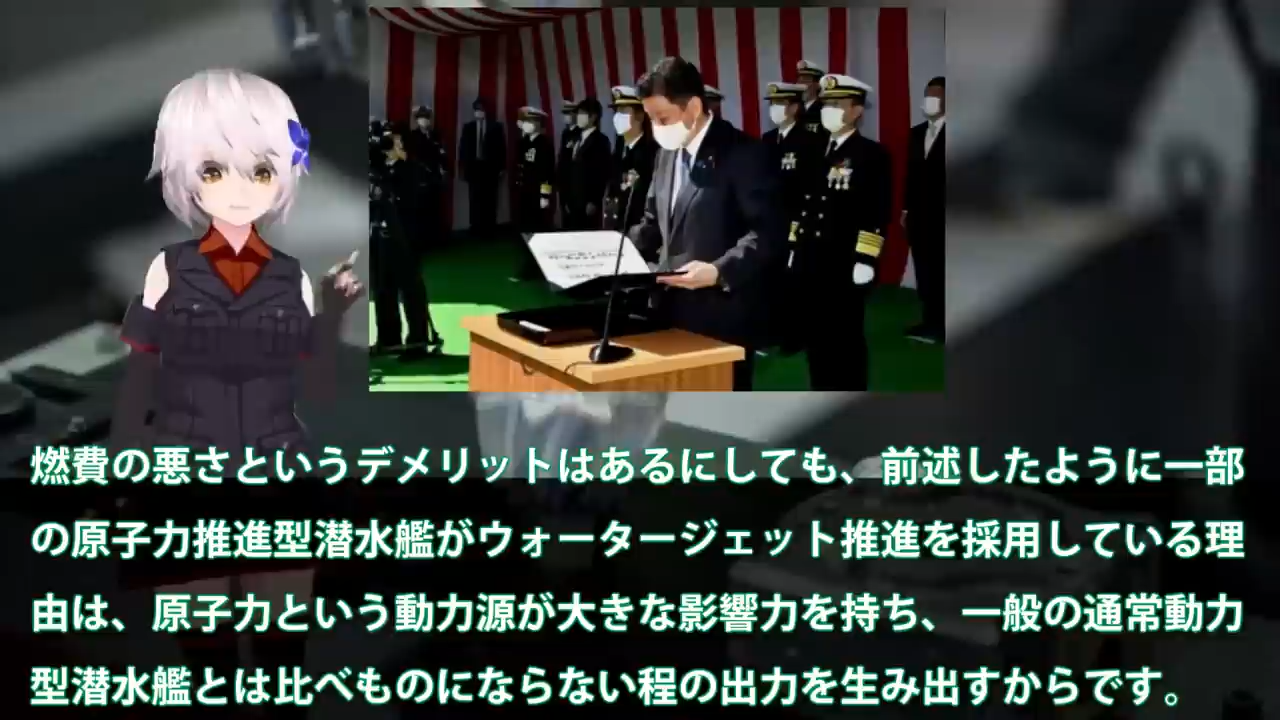 燃費の悪さというデメリットはあるにしても、前述したように一部
の原子力推進型潜水艦がウォータージェット推進を採用している理
由は、原子力という動力源が大きな影響力を持ち、一般の通常動力
型潜水艦とは比べものにならない程の出力を生み出すからです。